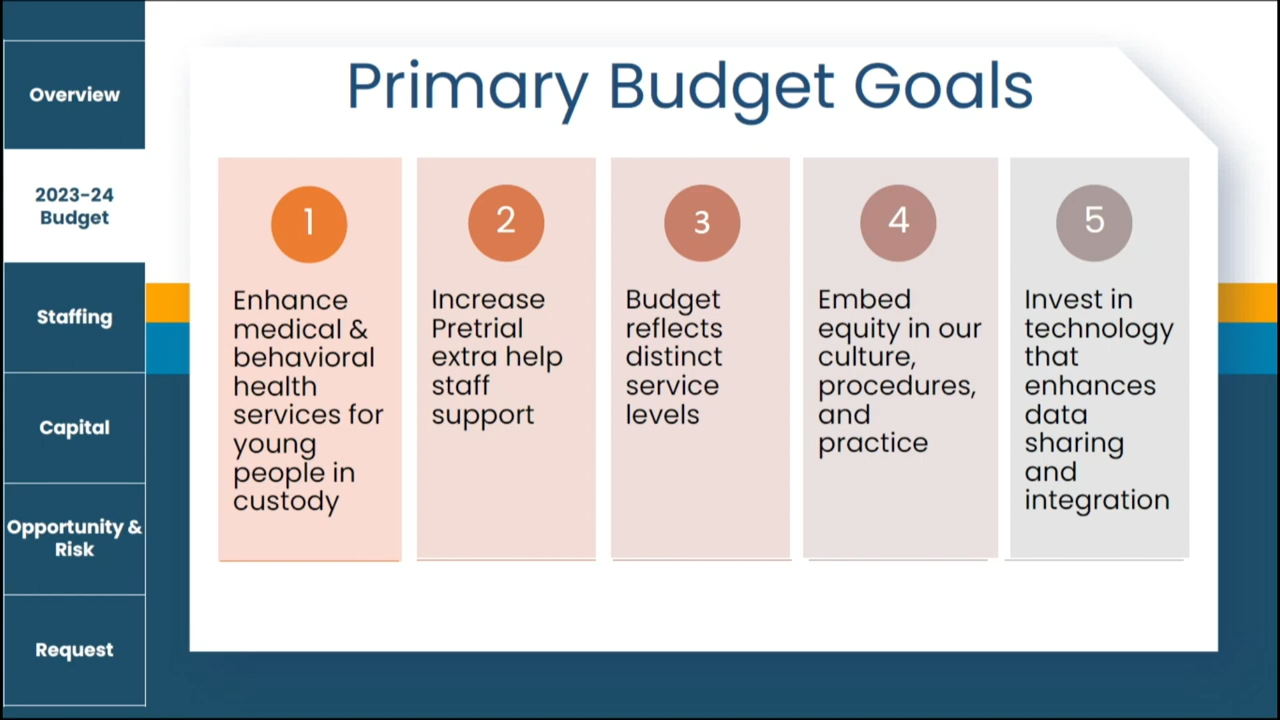 Primary Budget Goals
Overview
2023-24
Budget
Staffing
Capital
Opportunity &
Risk
Request
1
Enhance
medical &
behavioral
health
services for
young
people in
custody
2
Increase
Pretrial
extra help
staff
support
3
Budget
reflects
distinct
service
levels
4
Embed
equity in our
culture,
procedures,
and
practice
5
Invest in
technology
that
enhances
data
sharing
and
integration